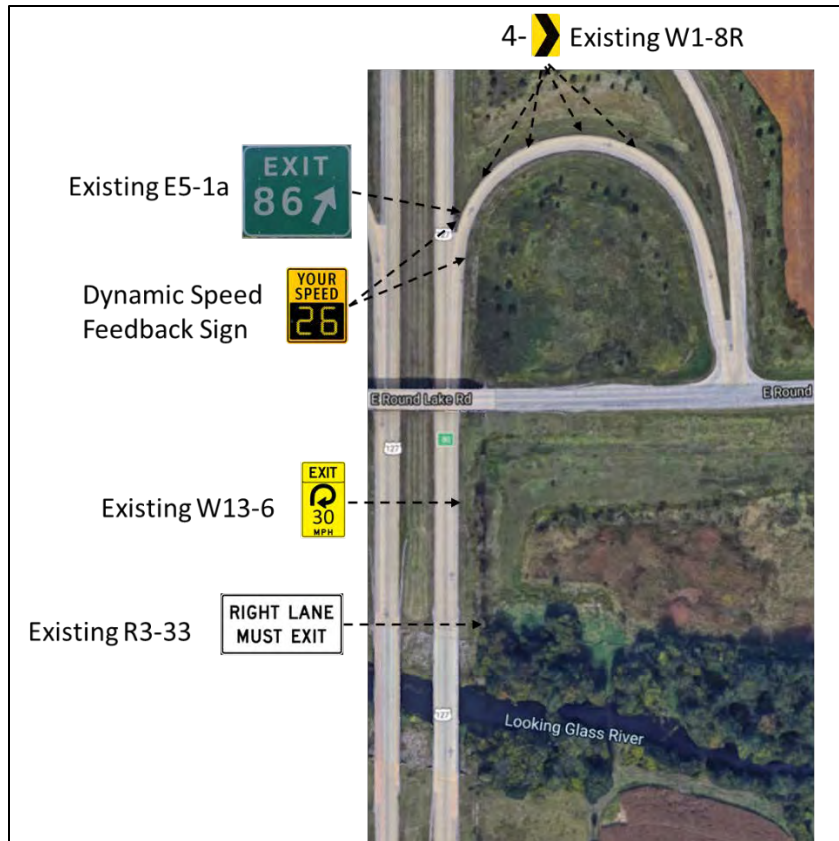 4- Existing W1-8R
EXIT
86
Existing E5-1a
127
YOUR
SPEED
26
Dynamic Speed
Feedback Sign
E Round Lake Rd
E Round
127
EXIT
30
MPH
Existing W13-6
RIGHT LANE
MUST EXIT
Existing R3-33
127
Looking Glass River